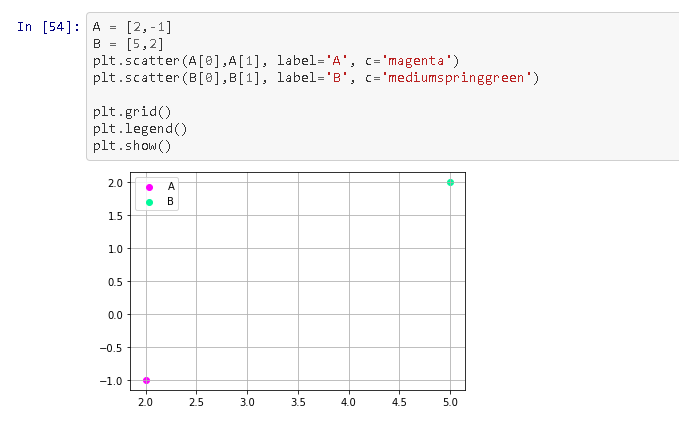 In [54]:
A = [2,-1]
B = [5,2]
plt.scatter(A[0],A[1], label='A', c='magenta')
plt.scatter(B[0],B[1], label='B', c='mediumspringgreen')
plt.grid()
plt.legend()
plt.show()
A
B
2.0
1.5
1.0
0.5
0.0
−0.5
−1.0
2.0 2.5 3.0 3.5 4.0 4.5 5.0